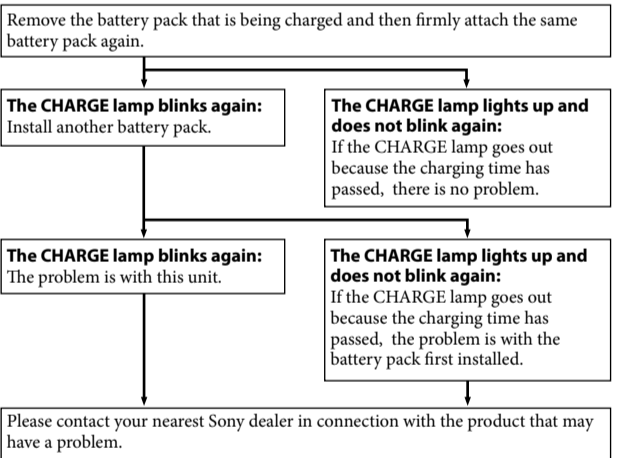 Remove the battery pack that is being charged and then firmly attach the same
battery pack again.
The CHARGE lamp blinks again:
Install another battery pack.
The CHARGE lamp lights up and
does not blink again:
If the CHARGE lamp goes out
because the charging time has
passed, there is no problem.
The CHARGE lamp blinks again:
The problem is with this unit.
The CHARGE lamp lights up and
does not blink again:
If the CHARGE lamp goes out
because the charging time has
passed, the problem is with the
battery pack first installed.
Please contact your nearest Sony dealer in connection with the product that may
have a problem.